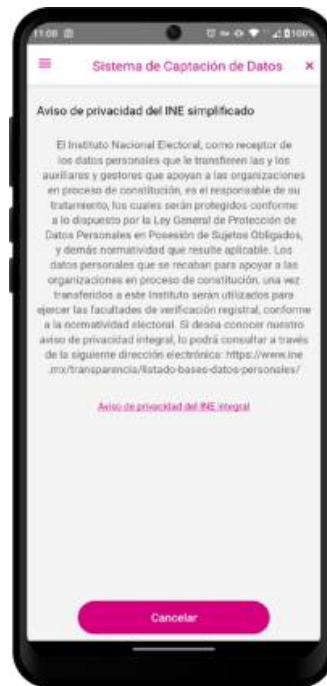 11:08
100%
Sistema de Captación de Datos ×
Aviso de privacidad del INE simplificado
El Instituto Nacional Electoral, como receptor de
los datos personales que le transfieren las y los
auxiliares y gestores que apoyan a las organizaciones
en proceso de constitución, es el responsable de su
tratamiento, los cuales serán protegidos conforme
a lo dispuesto por la Ley General de Protección de
Datos Personales en Posesión de Sujetos Obligados,
y demás normatividad que resulte aplicable. Los
datos personales que se recaban para apoyar a las
organizaciones en proceso de constitución, una vez
transferidos a este Instituto serán utilizados para
ejercer las facultades de verificación registral, conforme
a la normatividad electoral. Si desea conocer nuestro
aviso de privacidad integral, lo podrá consultar a través
de la siguiente dirección electrónica: https://www.ine
.mx/transparencia/listado-bases-datos-personales/
Aviso de privacidad del INE integral
Cancelar